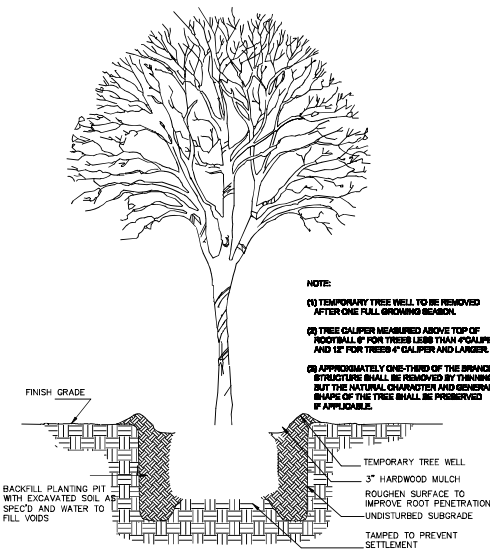 NOTE:
(1) TEMPORARY TREE WELL TO BE REMOVED
AFTER ONE FULL GROWING SEASON.
(2) TREE CALIPER MEASURED ABOVE TOP OF
ROOTBALL 6" FOR TREES LESS THAN 4"CALIPE
AND 12" FOR TREES 4" CALIPER AND LARGER.
(3) APPROXIMATELY ONE-THIRD OF THE BRANCH
STRUCTURE SHALL BE REMOVED BY THINNING
BUT THE NATURAL CHARACTER AND GENERAL
SHAPE OF THE TREE SHALL BE PRESERVED
IF APPLICABLE.
FINISH GRADE
BACKFILL PLANTING PIT
WITH EXCAVATED SOIL AS
SPEC'D AND WATER TO
FILL VOIDS
TEMPORARY TREE WELL
3" HARDWOOD MULCH
ROUGHEN SURFACE TO
IMPROVE ROOT PENETRATION
UNDISTURBED SUBGRADE
TAMPED TO PREVENT
SETTLEMENT